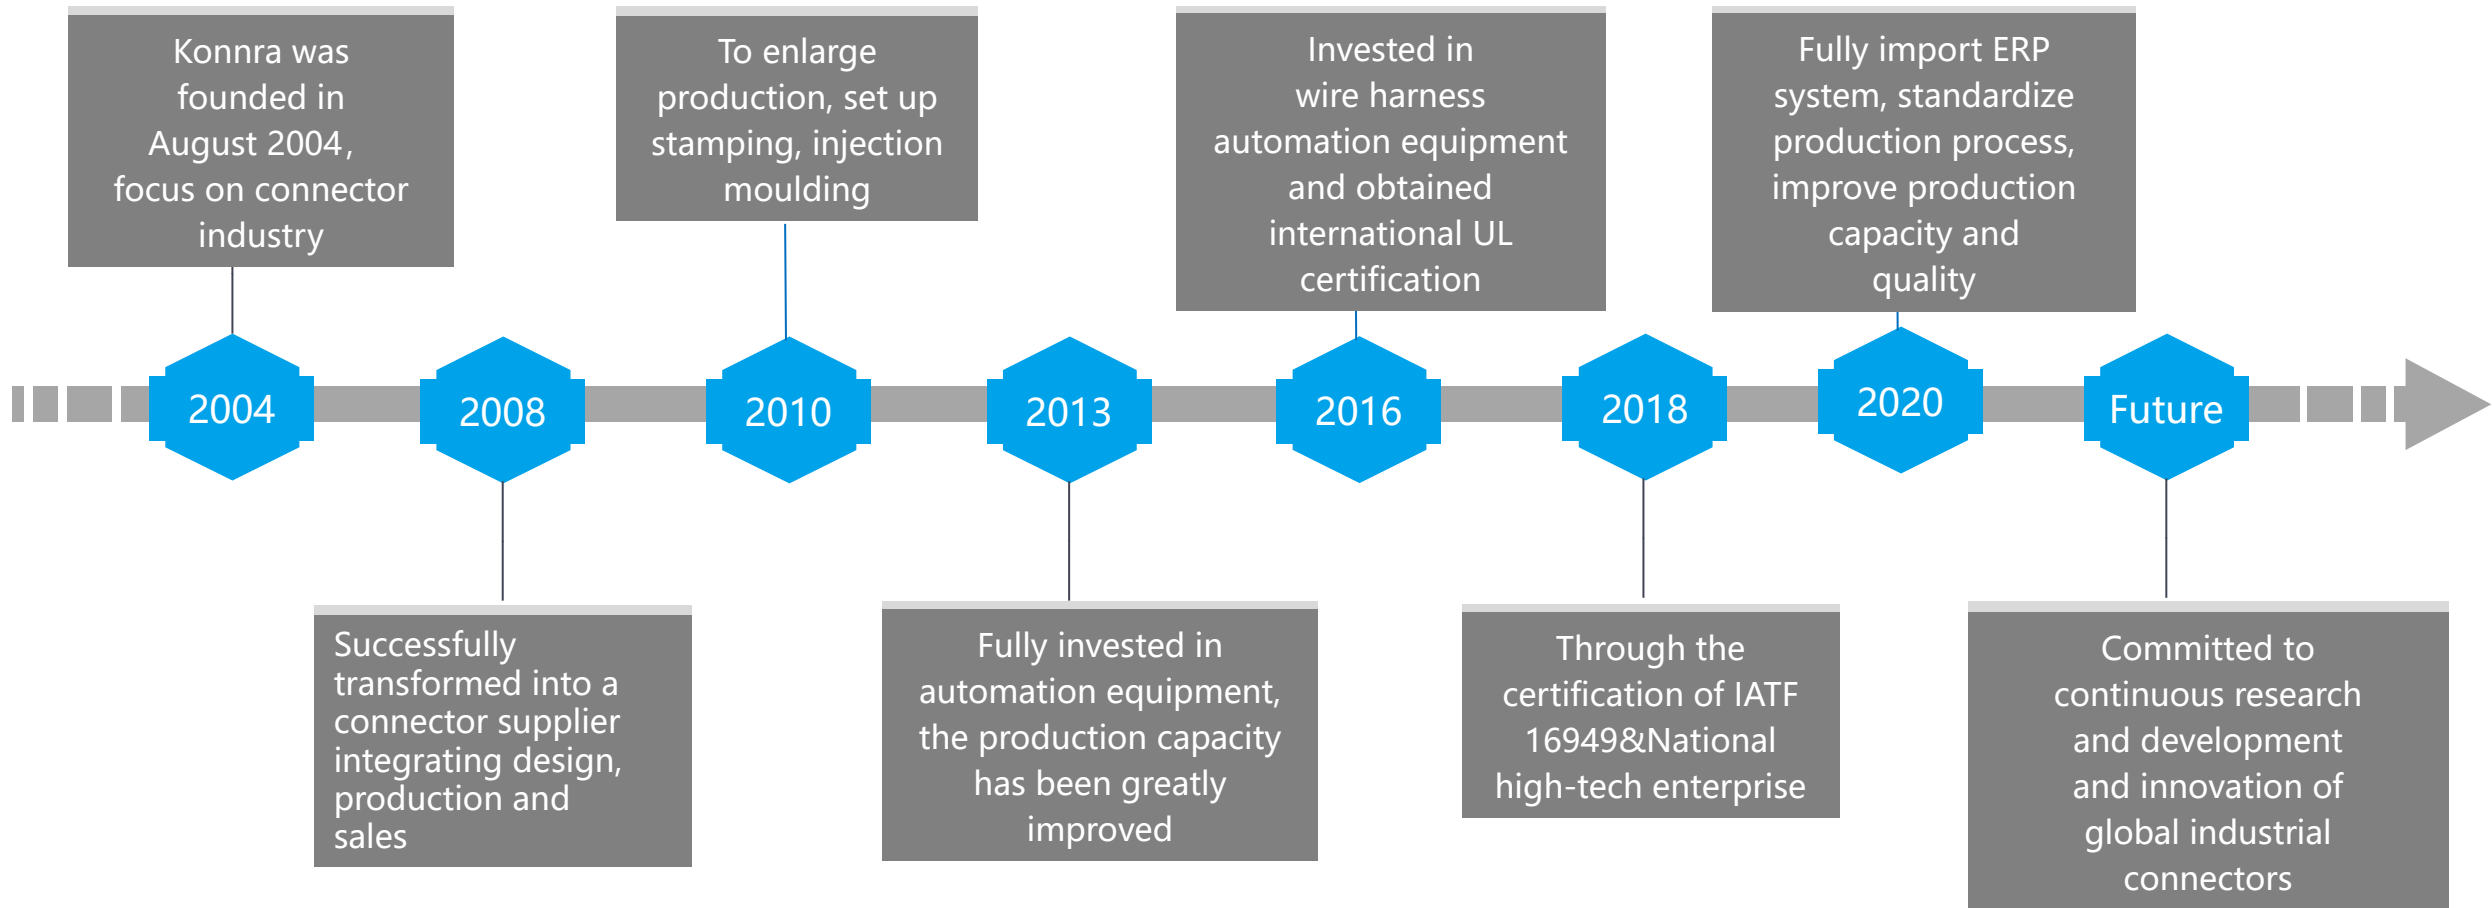 Konnra was
founded in
August 2004,
focus on connector
industry
To enlarge
production, set up
stamping, injection
moulding
Invested in
wire harness
automation equipment
and obtained
international UL
certification
Fully import ERP
system, standardize
production process,
improve production
capacity and
quality
2004
2008
2010
2013
2016
2018
2020
Future
Successfully
transformed into a
connector supplier
integrating design,
production and
sales
Fully invested in
automation equipment,
the production capacity
has been greatly
improved
Through the
certification of IATF
16949&National
high-tech enterprise
Committed to
continuous research
and development
and innovation of
global industrial
connectors